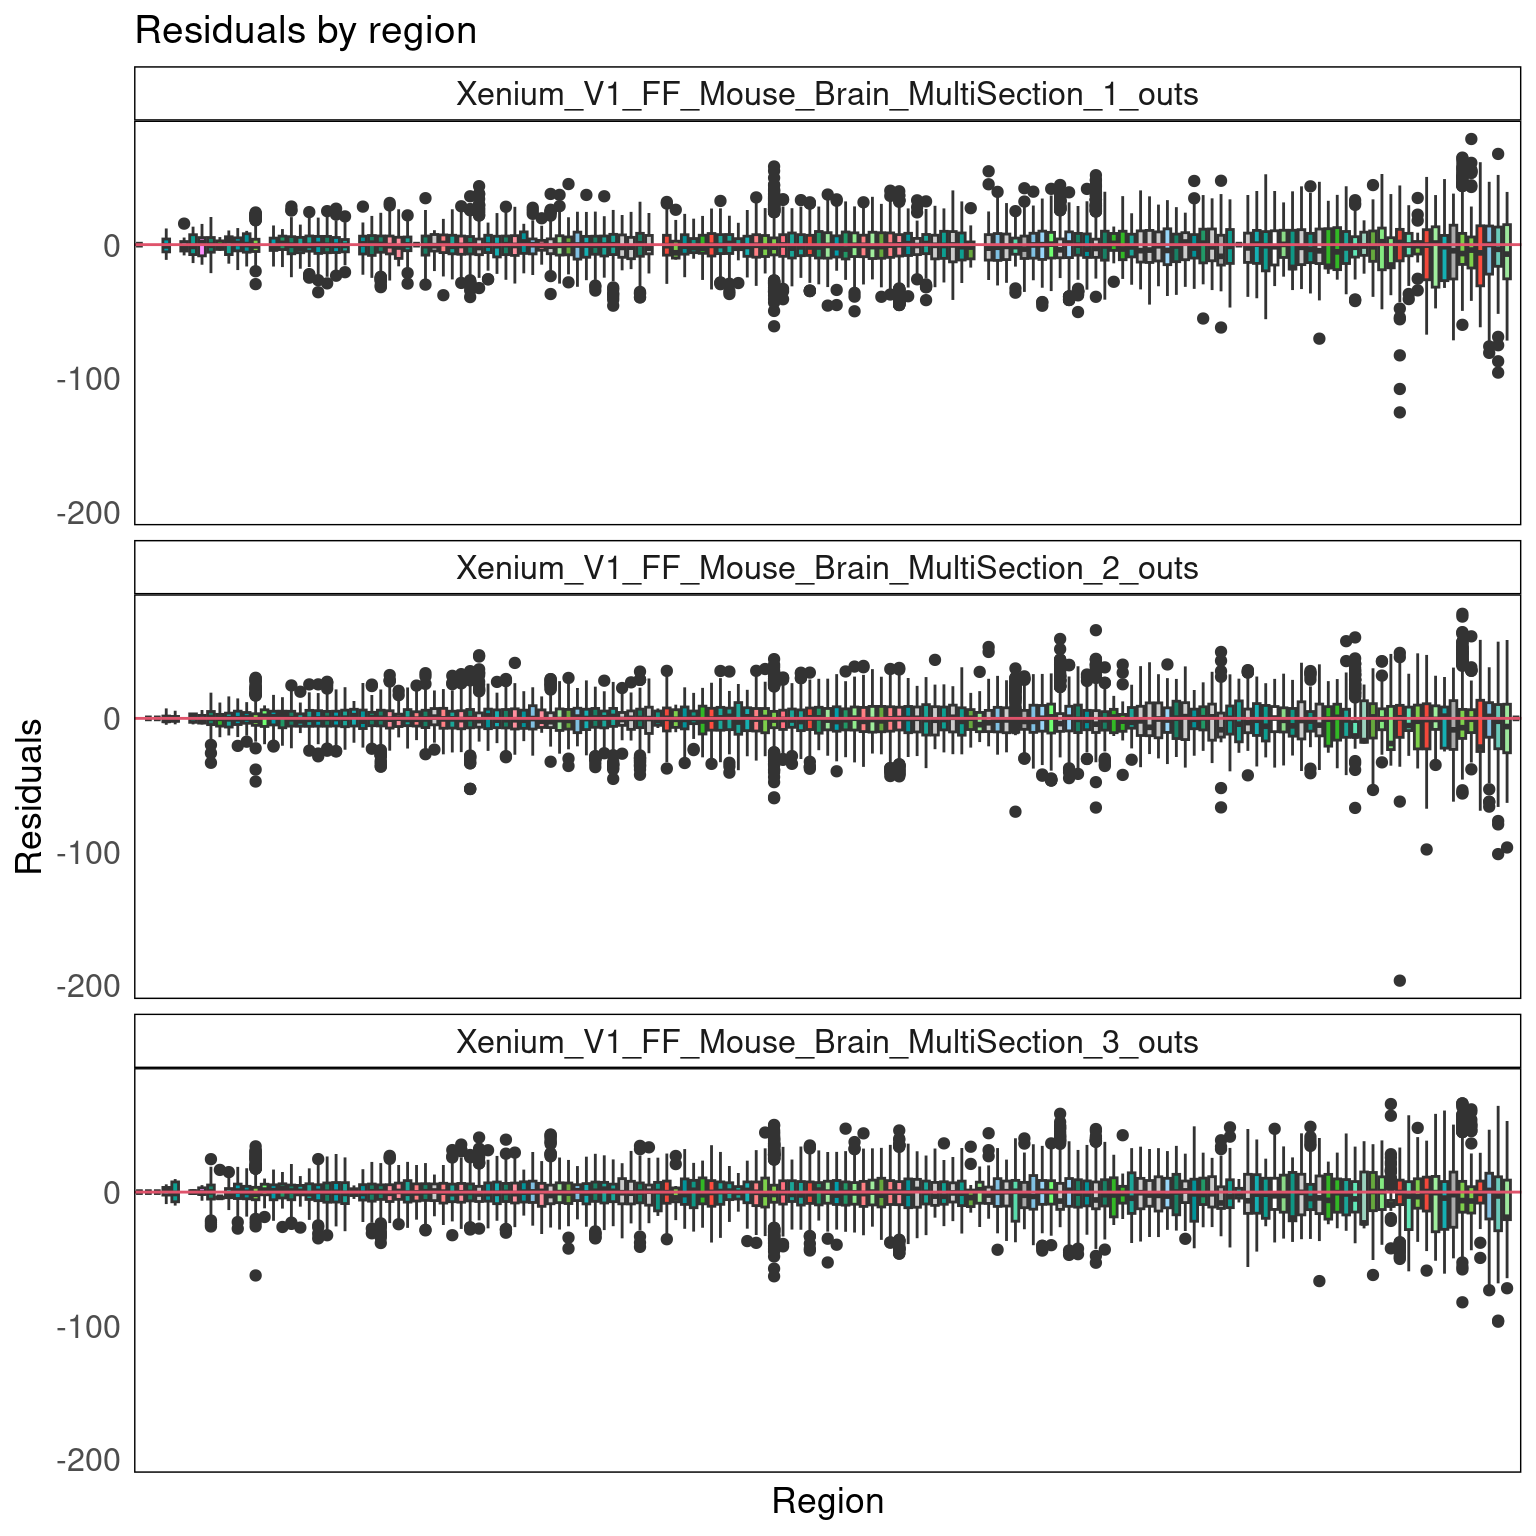 Residuals by region
Xenium_V1_FF_Mouse_Brain_MultiSection_1_outs
0
-100
-200
Xenium_V1_FF_Mouse_Brain_MultiSection_2_outs
0
-100
-200
Xenium_V1_FF_Mouse_Brain_MultiSection_3_outs
0
-100
-200
Residuals
Region